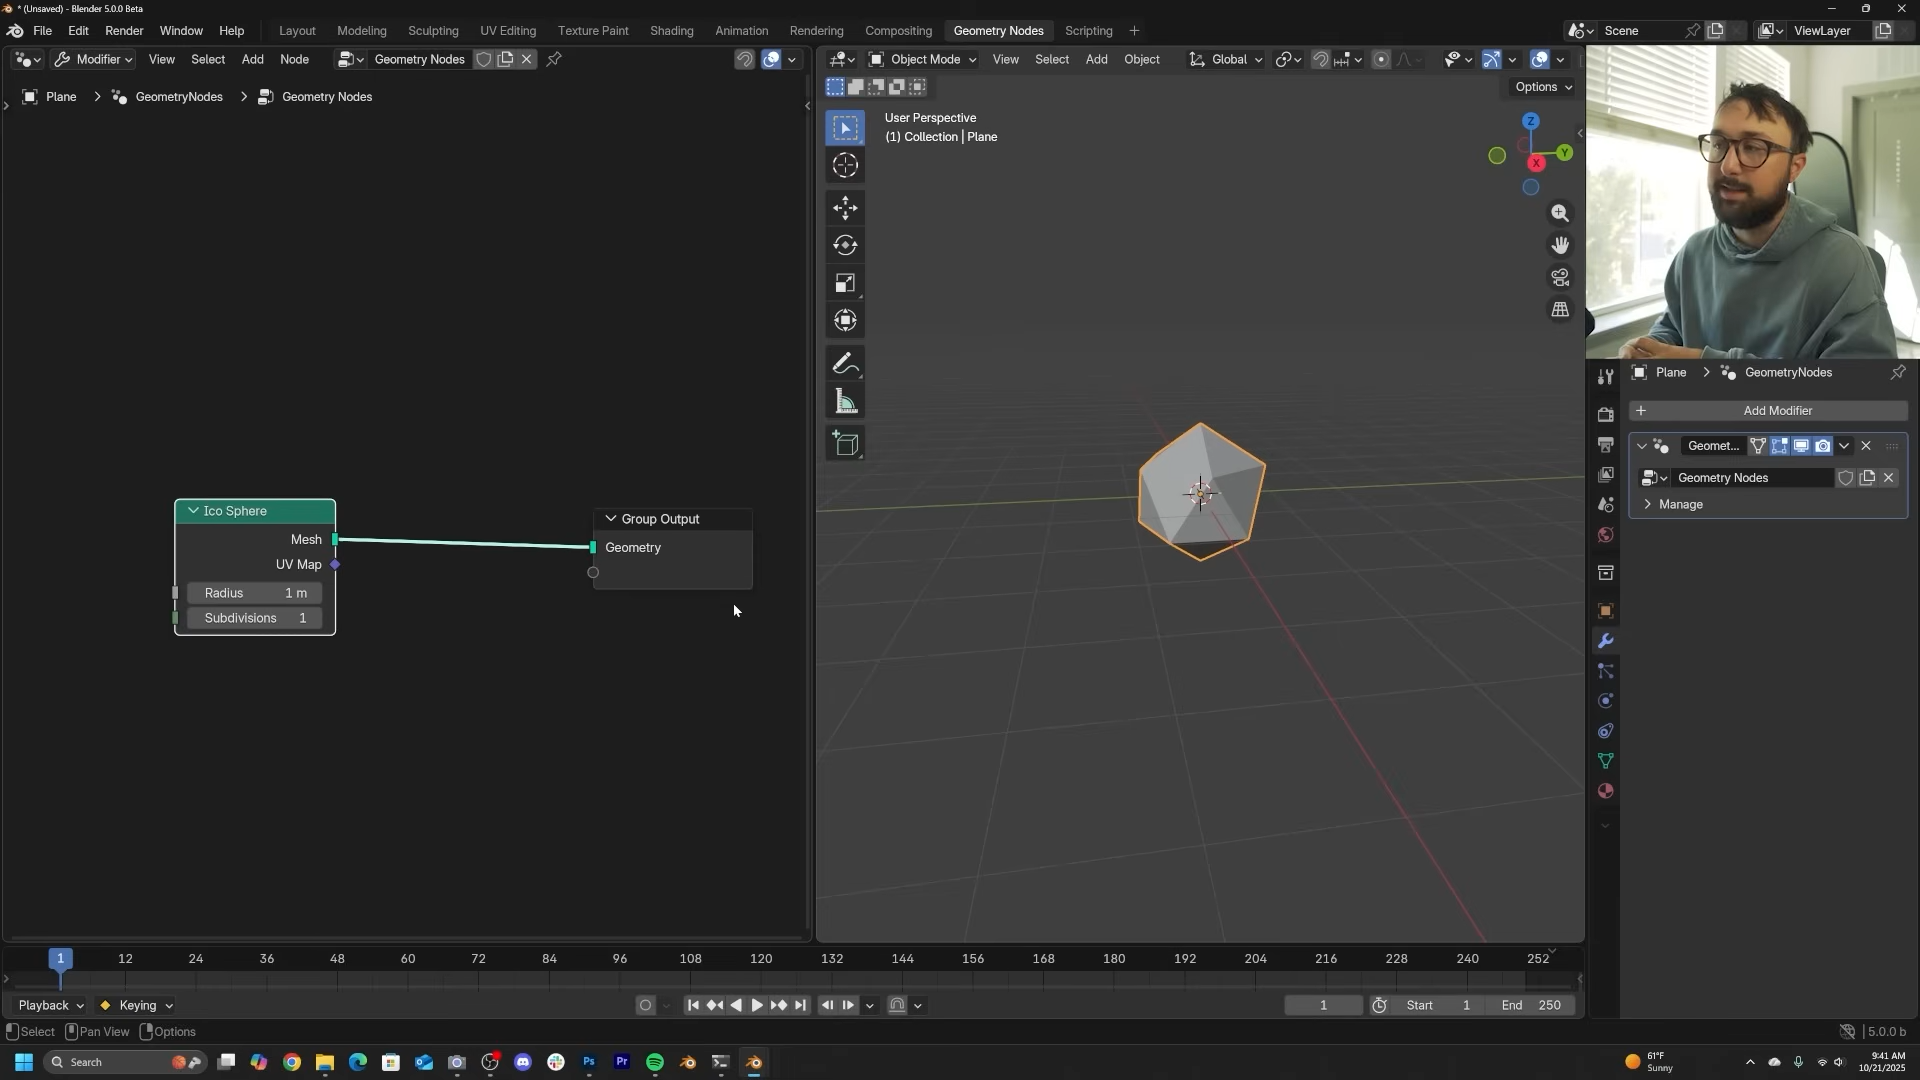 * (Unsaved) - Blender 5.0.0 Beta
File Edit Render Window Help Layout Modeling Sculpting UV Editing Texture Paint Shading Animation Rendering Compositing Geometry Nodes Scripting Scene ViewLayer
Modifier View Select Add Node Geometry Nodes Object Mode View Select Add Object Global
Options
Plane > GeometryNodes > Geometry Nodes
User Perspective
(1) Collection | Plane
Z
Y
X
Plane > GeometryNodes
Add Modifier
Geomet...
Geometry Nodes
Manage
Ico Sphere
Mesh
UV Map
Radius 1 m
Subdivisions 1
Group Output
Geometry
1 12 24 36 48 60 72 84 96 108 120 132 144 156 168 180 192 204 216 228 240 252
Playback Keying 1 Start 1 End 250
Select Pan View Options 5.0.0 b
Search Ps Pr 61°F
Sunny
9:41 AM
10/21/2025